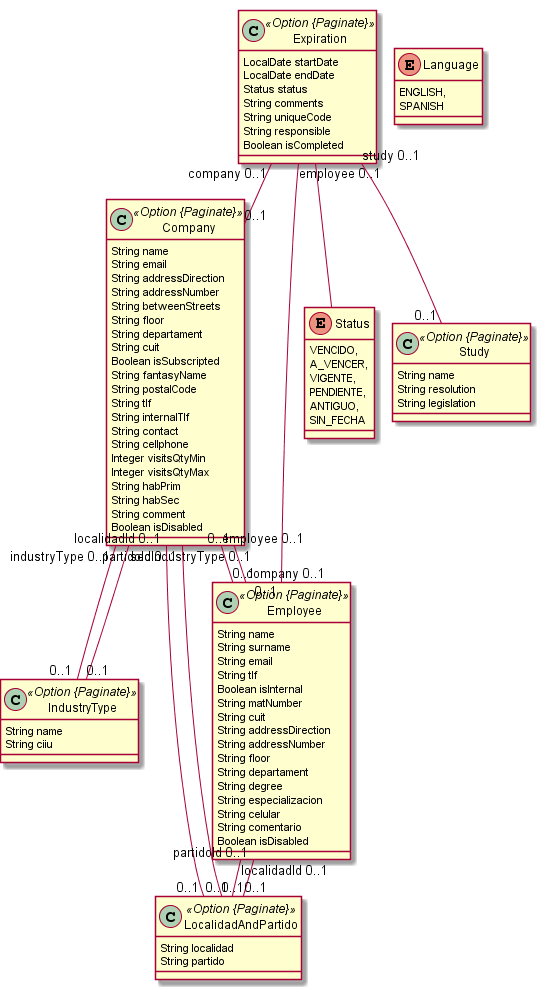 C
«Option {Paginate}»
Expiration
LocalDate startDate
LocalDate endDate
Status status
String comments
String uniqueCode
String responsible
Boolean isCompleted
E Language
ENGLISH,
SPANISH
company 0..1
employee 0..1
study 0..1
0..1
C
«Option {Paginate}»
Company
String name
String email
String addressDirection
String addressNumber
String betweenStreets
String floor
String departament
String cuit
Boolean isSubscripted
String fantasyName
String postalCode
String tlf
String internalTlf
String contact
String cellphone
Integer visitsQtyMin
Integer visitsQtyMax
String habPrim
String habSec
String comment
Boolean isDisabled
E Status
VENCIDO,
A_VENCER,
VIGENTE,
PENDIENTE,
ANTIGUO,
SIN_FECHA
0..1
C
«Option {Paginate}»
Study
String name
String resolution
String legislation
localidadId 0..1
0..1
employee 0..1
industryType 0..1
0..1
company 0..1
0..1
C
«Option {Paginate}»
Employee
String name
String surname
String email
String tlf
Boolean isInternal
String matNumber
String cuit
String addressDirection
String addressNumber
String floor
String departament
String degree
String especializacion
String celular
String comentario
Boolean isDisabled
0..1
0..1
C
«Option {Paginate}»
IndustryType
String name
String ciiu
partidoId 0..1
localidadId 0..1
0..1
0..1
0..1
0..1
C
«Option {Paginate}»
LocalidadAndPartido
String localidad
String partido